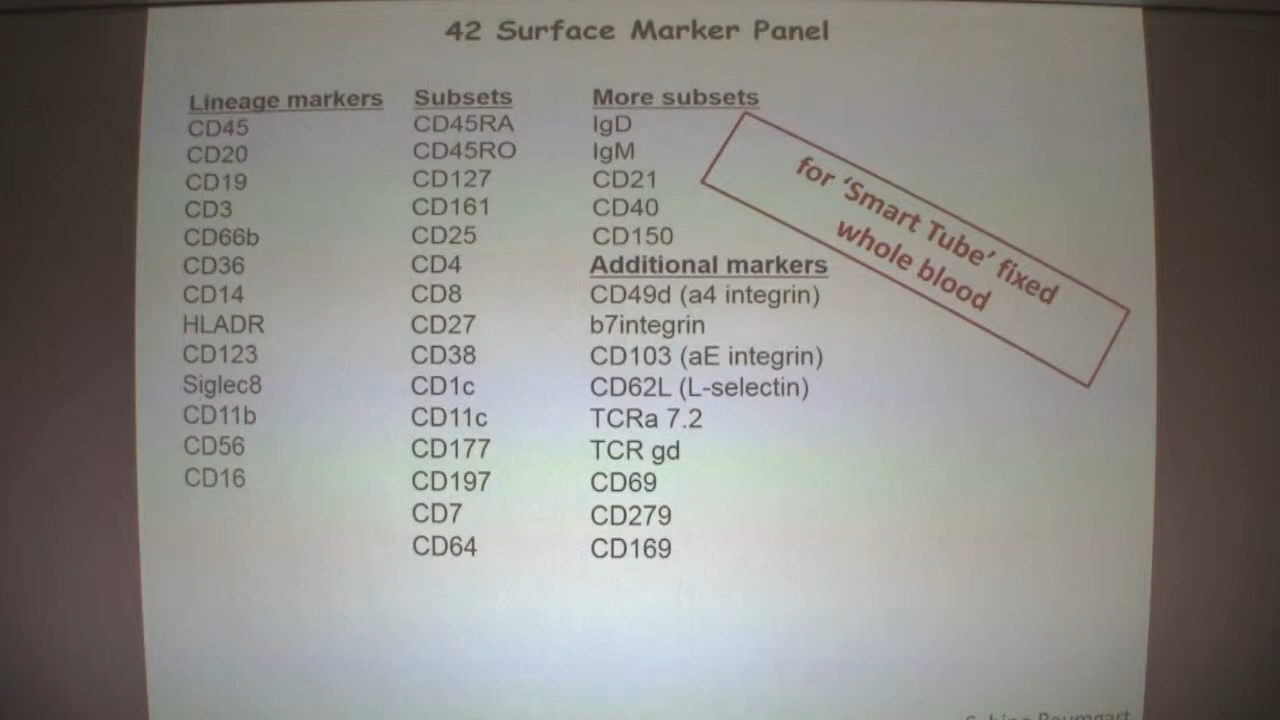 42 Surface Marker Panel
Lineage markers
CD45
CD20
CD19
CD3
CD66b
CD36
CD14
HLADR
CD123
Siglec8
CD11b
CD56
CD16
Subsets
CD45RA
CD45RO
CD127
CD161
CD25
CD4
CD8
CD27
CD38
CD1c
CD11c
CD177
CD197
CD7
CD64
More subsets
IgD
IgM
CD21
CD40
CD150
Additional markers
CD49d (a4 integrin)
b7integrin
CD103 (aE integrin)
CD62L (L-selectin)
TCRa 7.2
TCR gd
CD69
CD279
CD169
for ‘Smart Tube’ fixed
whole blood
Baumgart